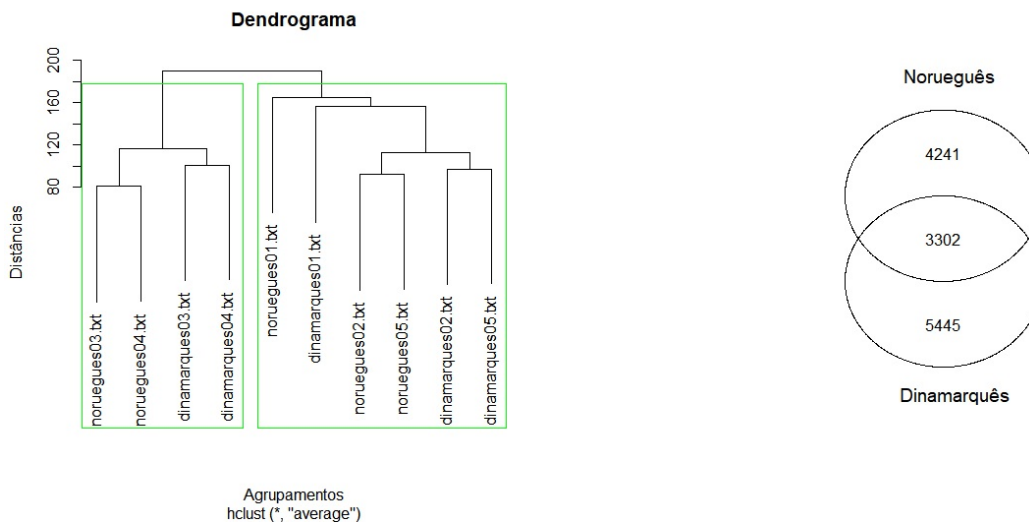 Dendrograma
Distâncias
200
160
120
80
noruegues03.txt
noruegues04.txt
dinamarques03.txt
dinamarques04.txt
noruegues01.txt
dinamarques01.txt
noruegues02.txt
noruegues05.txt
dinamarques02.txt
dinamarques05.txt
Agrupamentos
hclust (*, "average")
Norueguês
4241
3302
5445
Dinamarquês